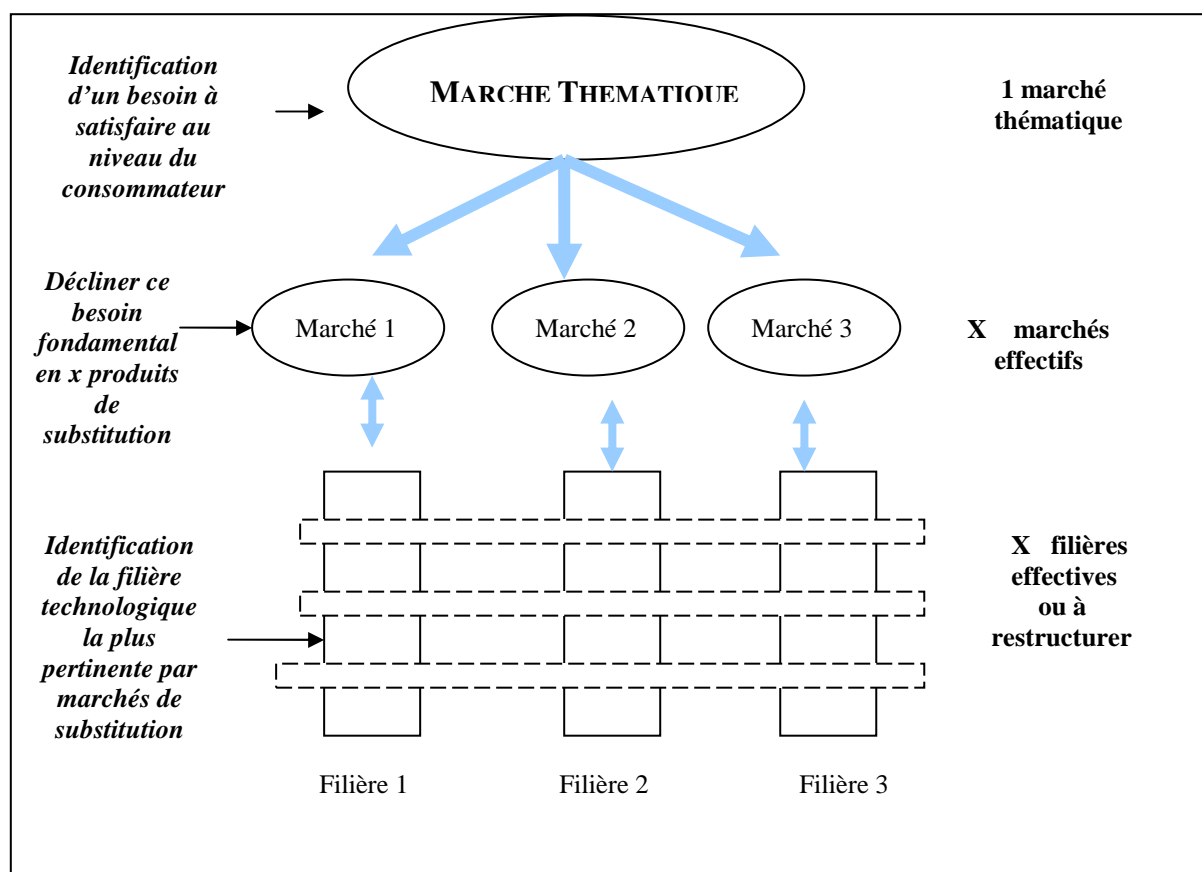 Identification
d'un besoin à
satisfaire au
niveau du
consommateur
MARCHE THEMATIQUE
1 marché
thématique
Décliner ce
besoin
fondamental
en x produits
de
substitution
Marché 1
Marché 2
Marché 3
X marchés
effectifs
Identification
de la filière
technologique
la plus
pertinente par
marchés de
substitution
X filières
effectives
ou à
restructurer
Filière 1
Filière 2
Filière 3